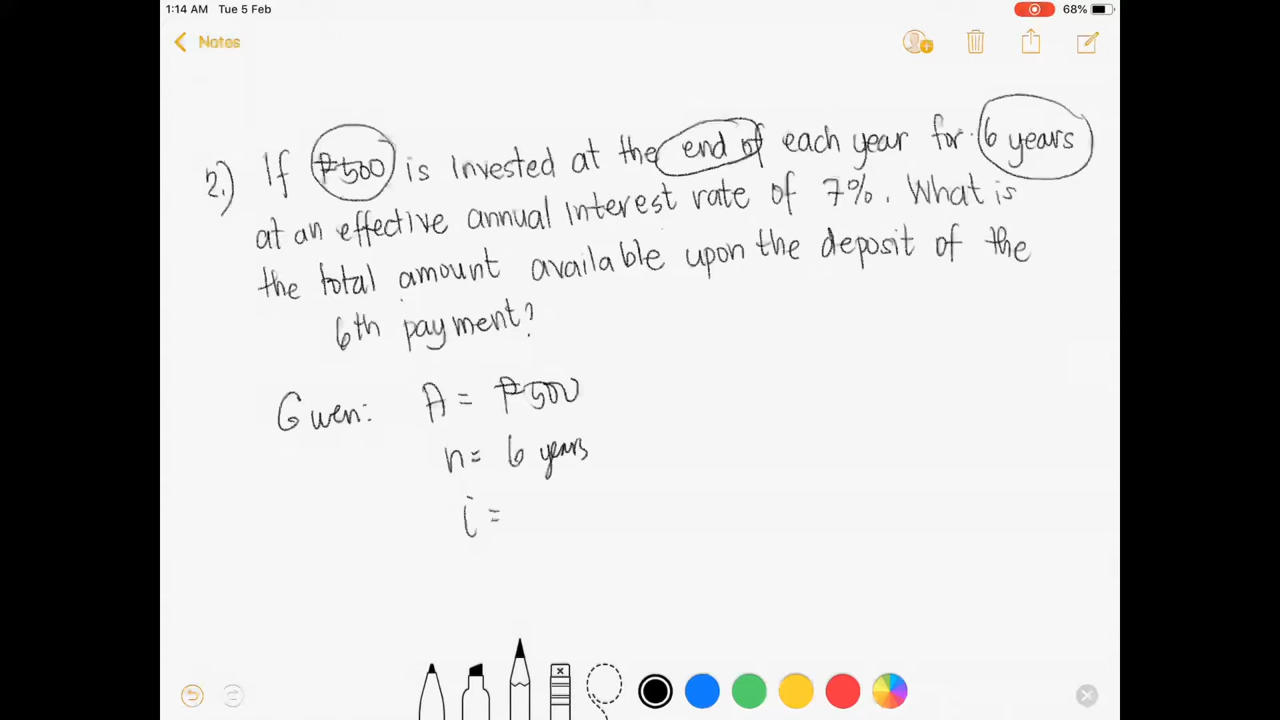 1:14 AM Tue 5 Feb
68%
Notes
2.) If ₱500 is invested at the end of each year for 6 years
at an effective annual interest rate of 7%. What is
the total amount available upon the deposit of the
6th payment?
Given: A = ₱500
n = 6 years
i =